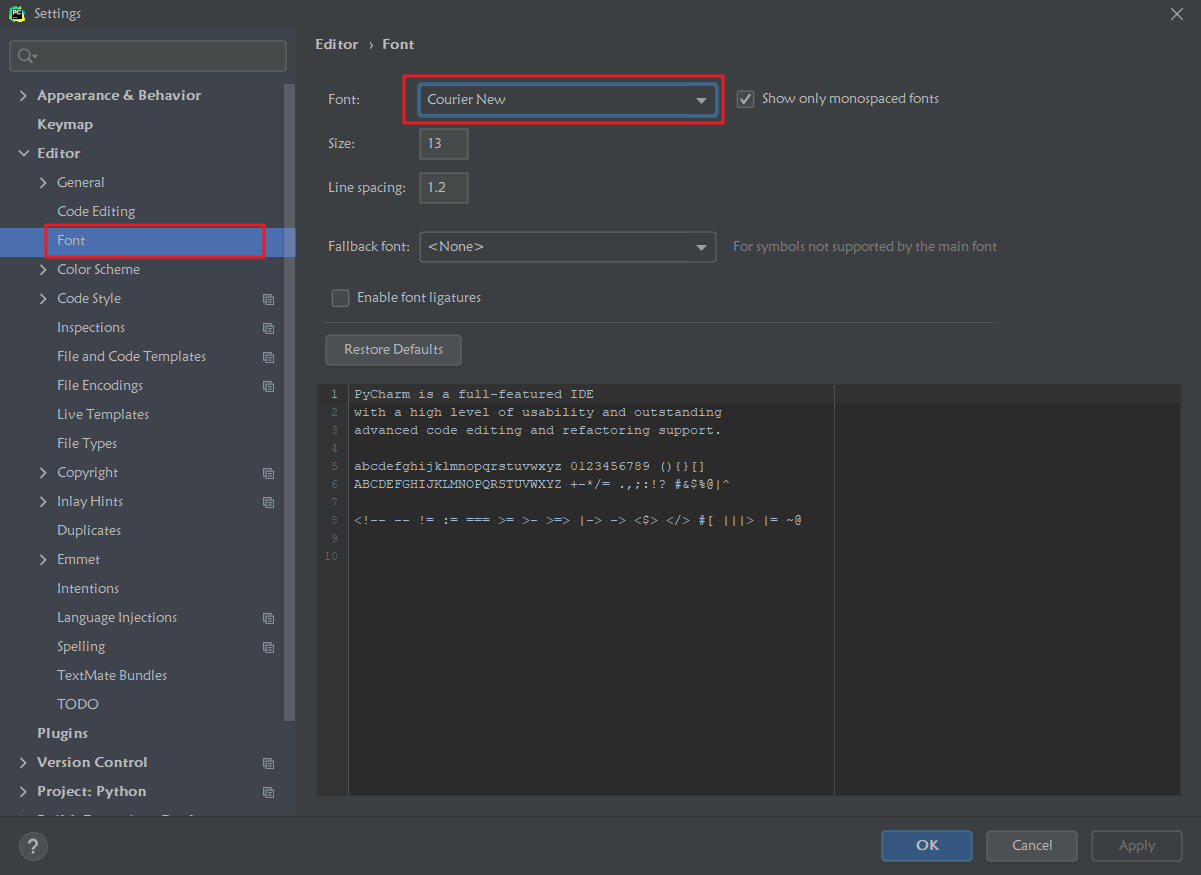 PC Settings
Appearance & Behavior
Keymap
Editor
General
Code Editing
Font
Color Scheme
Code Style
Inspections
File and Code Templates
File Encodings
Live Templates
File Types
Copyright
Inlay Hints
Duplicates
Emmet
Intentions
Language Injections
Spelling
TextMate Bundles
TODO
Plugins
Version Control
Project: Python
Editor › Font
Font: Courier New Show only monospaced fonts
Size: 13
Line spacing: 1.2
Fallback font: <None> For symbols not supported by the main font
Enable font ligatures
Restore Defaults
1 PyCharm is a full-featured IDE
2 with a high level of usability and outstanding
3 advanced code editing and refactoring support.
4
5 abcdefghijklmnopqrstuvwxyz 0123456789 (){}[]
6 ABCDEFGHIJKLMNOPQRSTUVWXYZ +-*/= .,;:!? #&$%@|^
7
8 <!-- -- != := === >= >- >=> |-> -> <$> </> #[ |||> |= ~@
9
10
? OK Cancel Apply